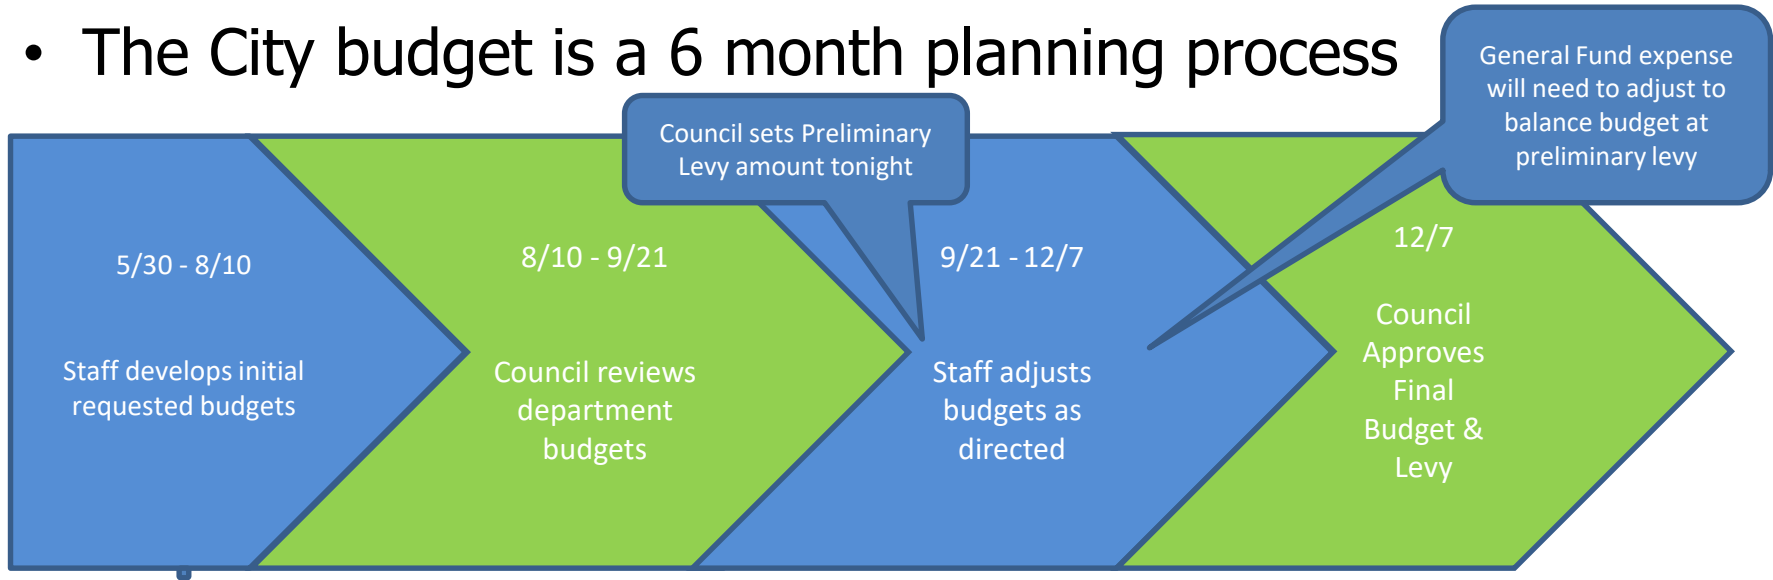 • The City budget is a 6 month planning process
General Fund expense
will need to adjust to
balance budget at
preliminary levy
Council sets Preliminary
Levy amount tonight
5/30 - 8/10
Staff develops initial
requested budgets
8/10 - 9/21
Council reviews
department
budgets
9/21 - 12/7
Staff adjusts
budgets as
directed
12/7
Council
Approves
Final
Budget &
Levy